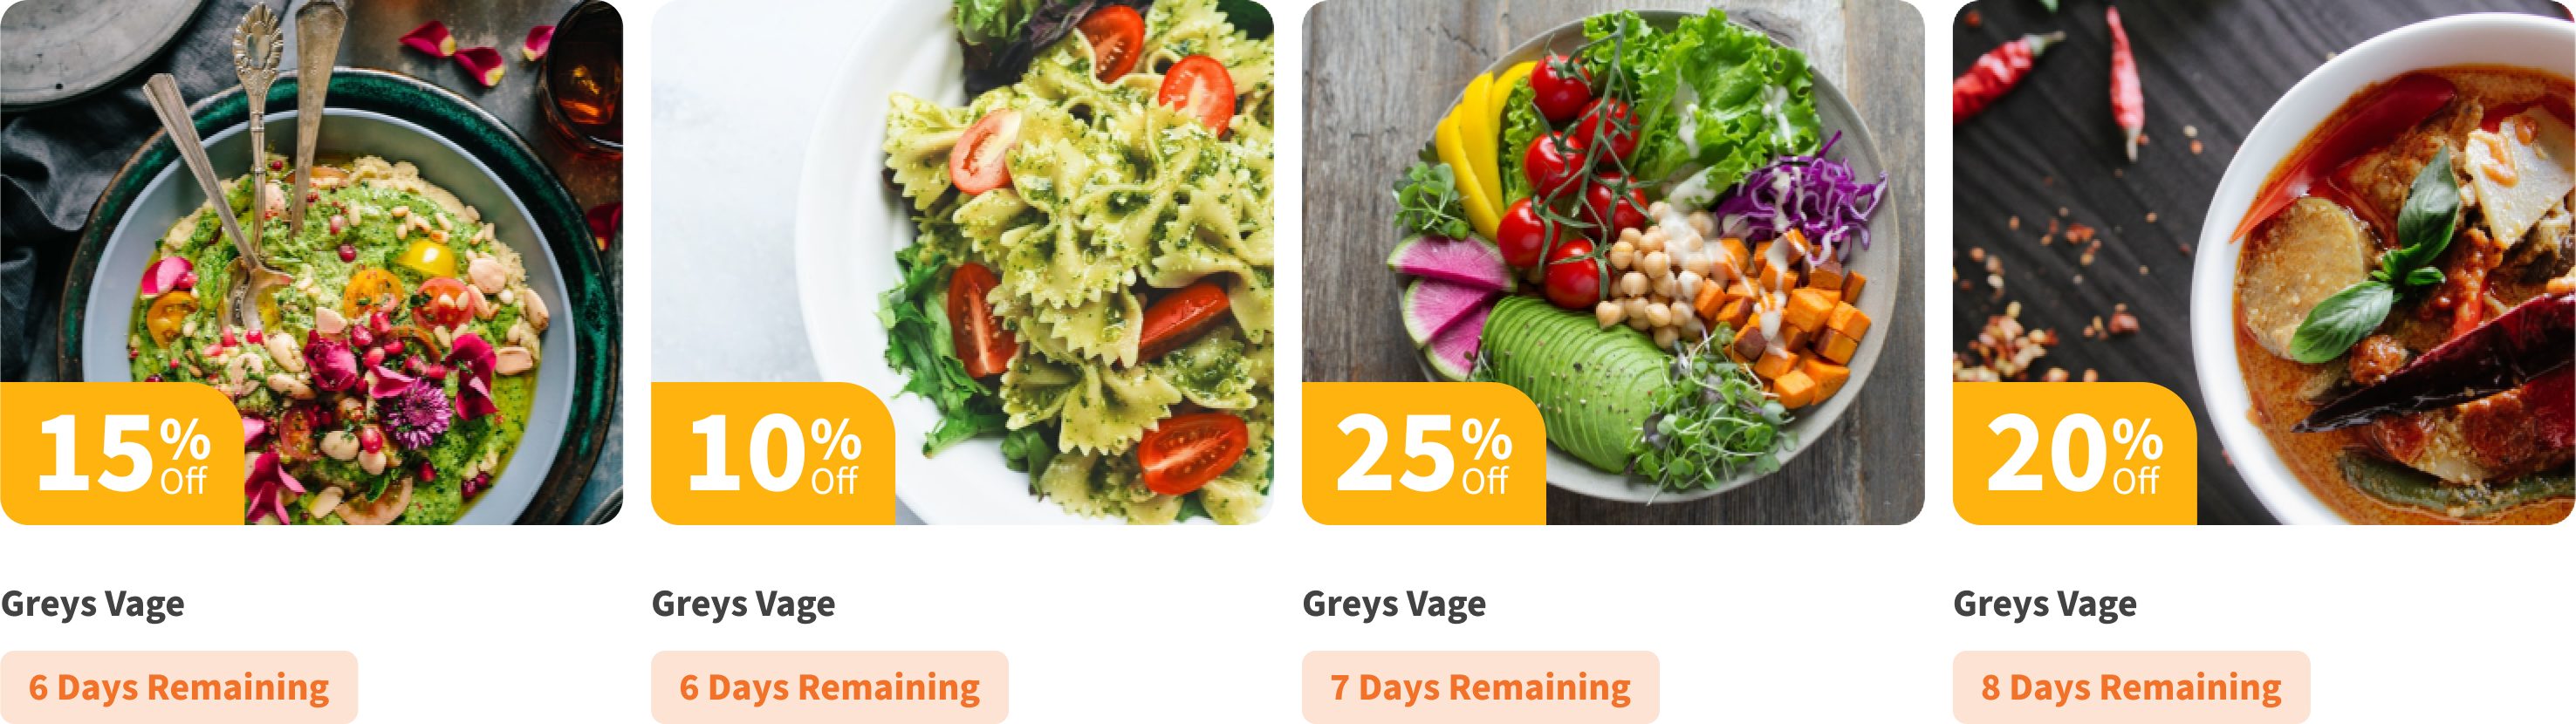 15% Off
10% Off
25% Off
20% Off
Greys Vage
Greys Vage
Greys Vage
Greys Vage
6 Days Remaining
6 Days Remaining
7 Days Remaining
8 Days Remaining